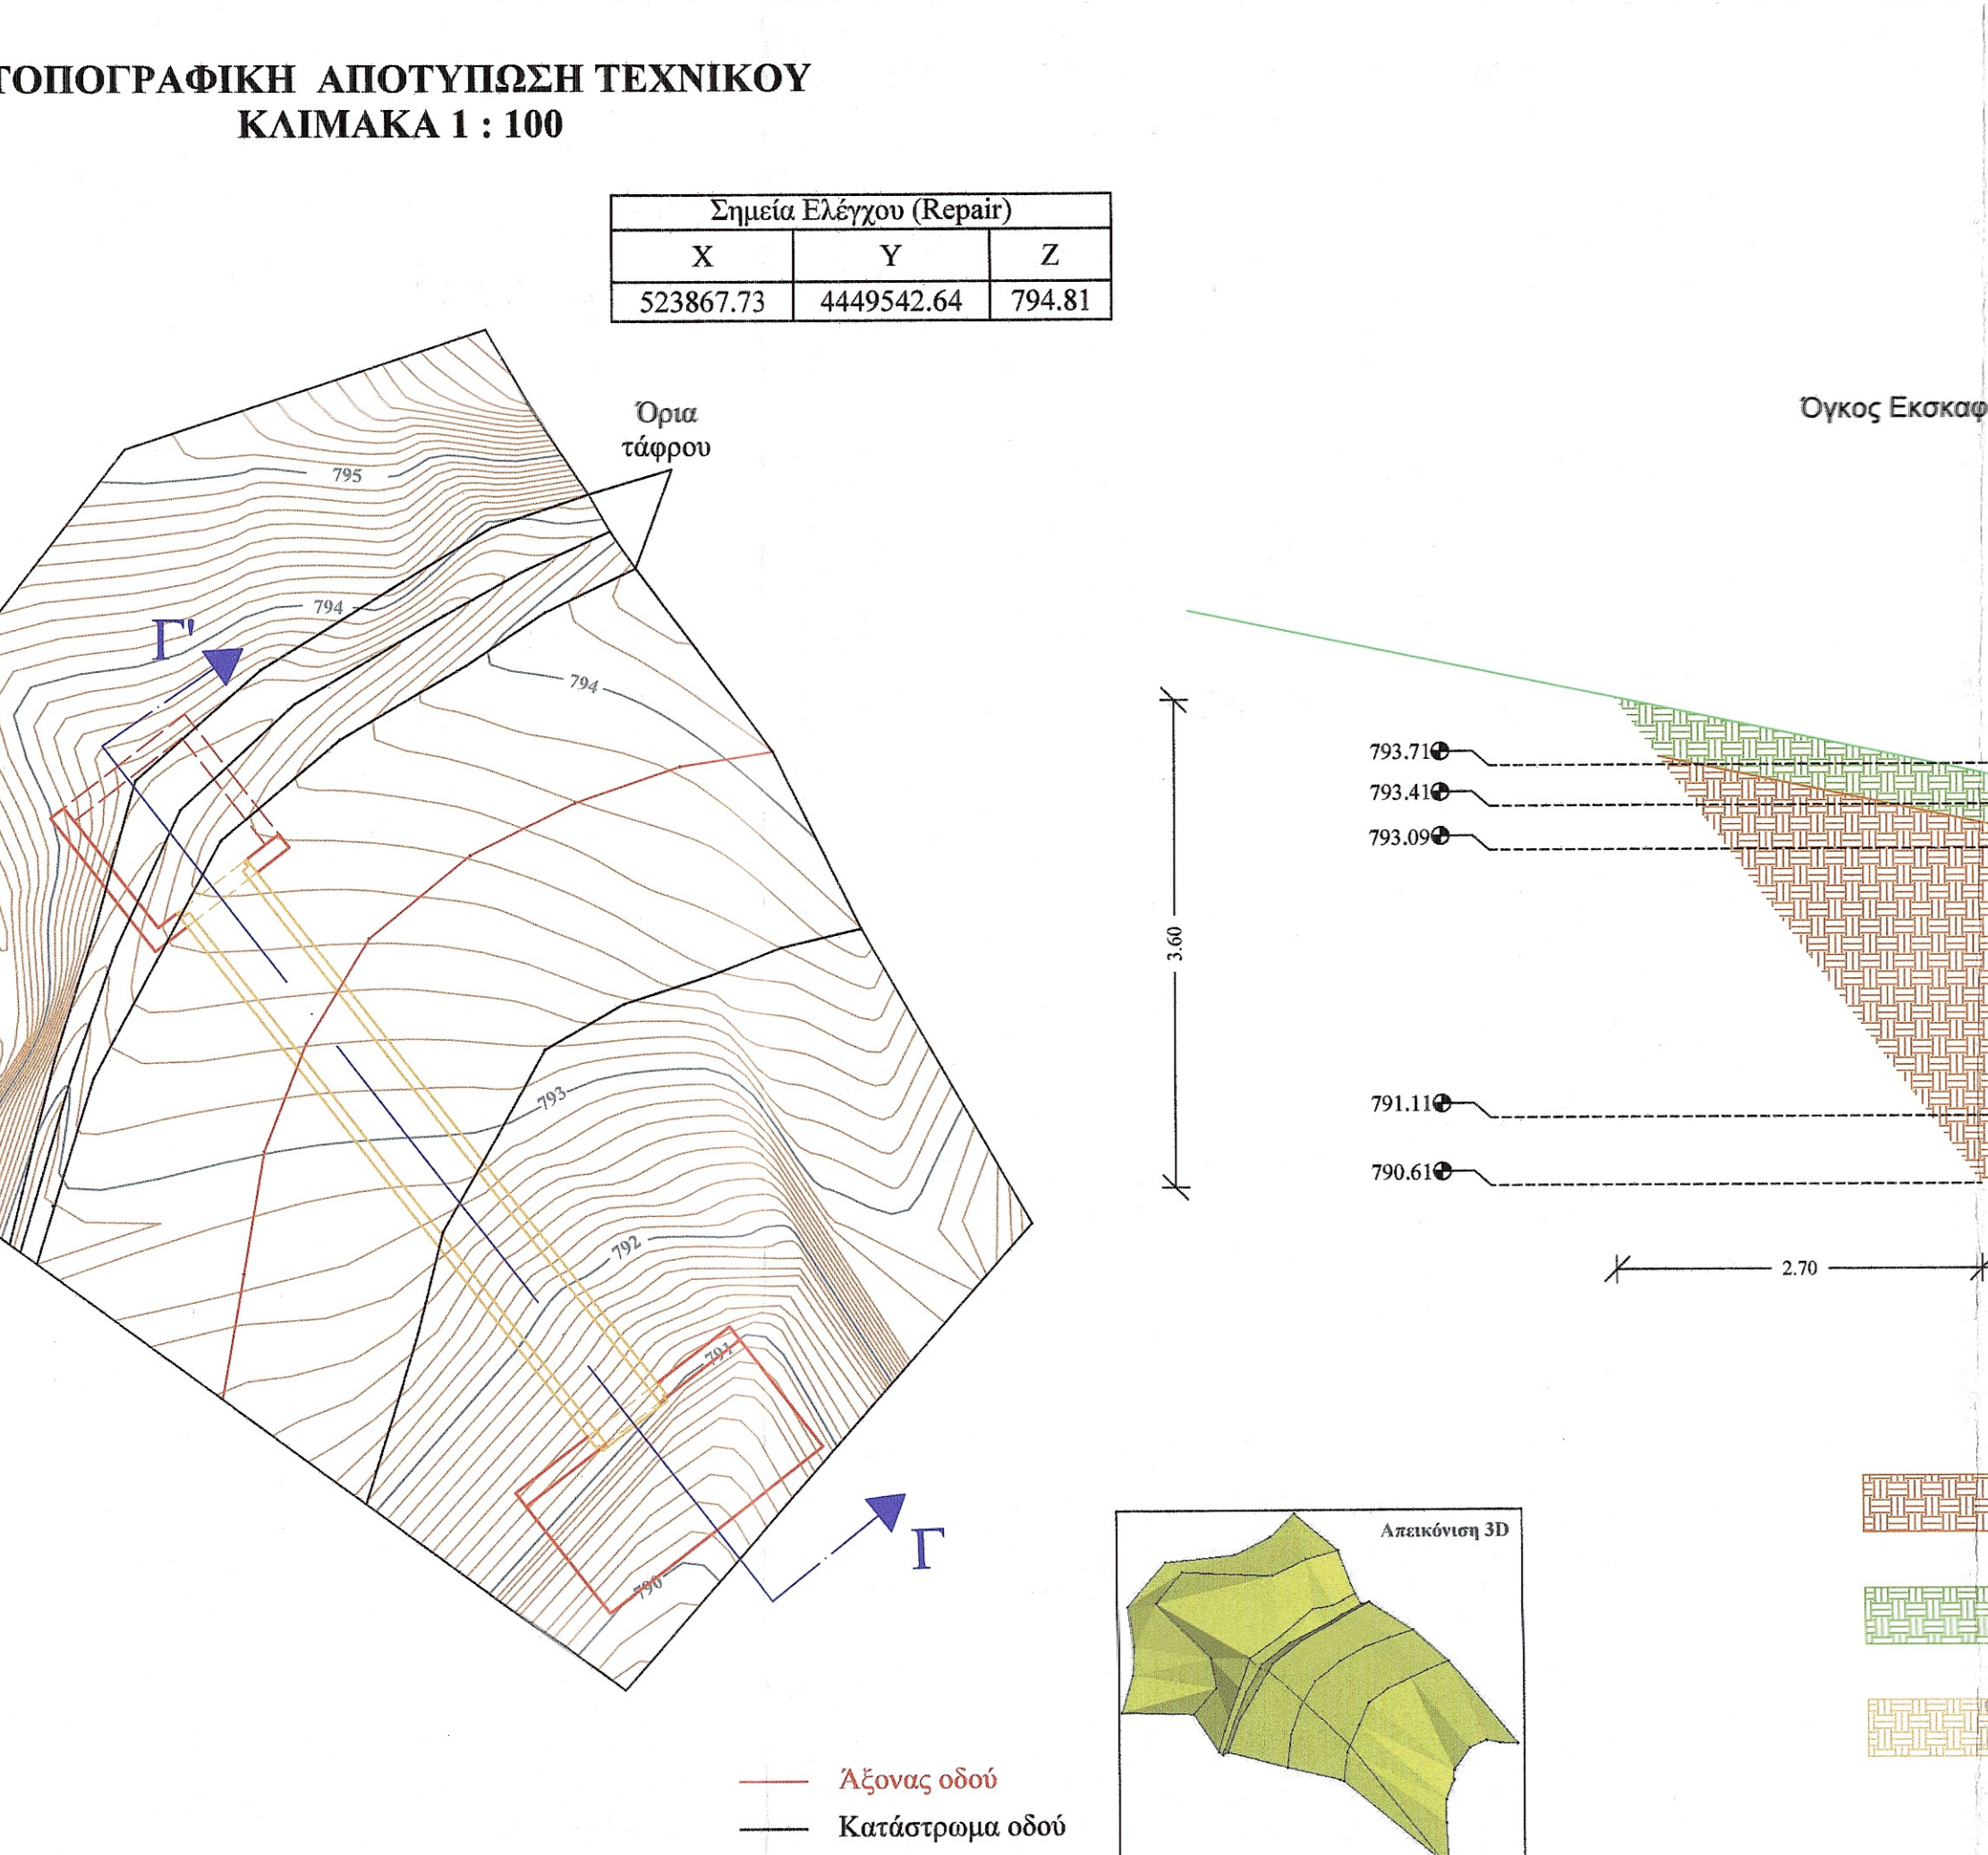 ΤΟΠΟΓΡΑΦΙΚΗ ΑΠΟΤΥΠΩΣΗ ΤΕΧΝΙΚΟΥ
ΚΛΙΜΑΚΑ 1 : 100
Σημεία Ελέγχου (Repair)
X Y Z
523867.73 4449542.64 794.81
Όρια
τάφρου
Όγκος Εκσκαφ
795
794
Γ'
794
793.71
793.41
793.09
3.60
793
791.11
790.61
792
2.70
791
790
Γ
Απεικόνιση 3D
Άξονας οδού
Κατάστρωμα οδού